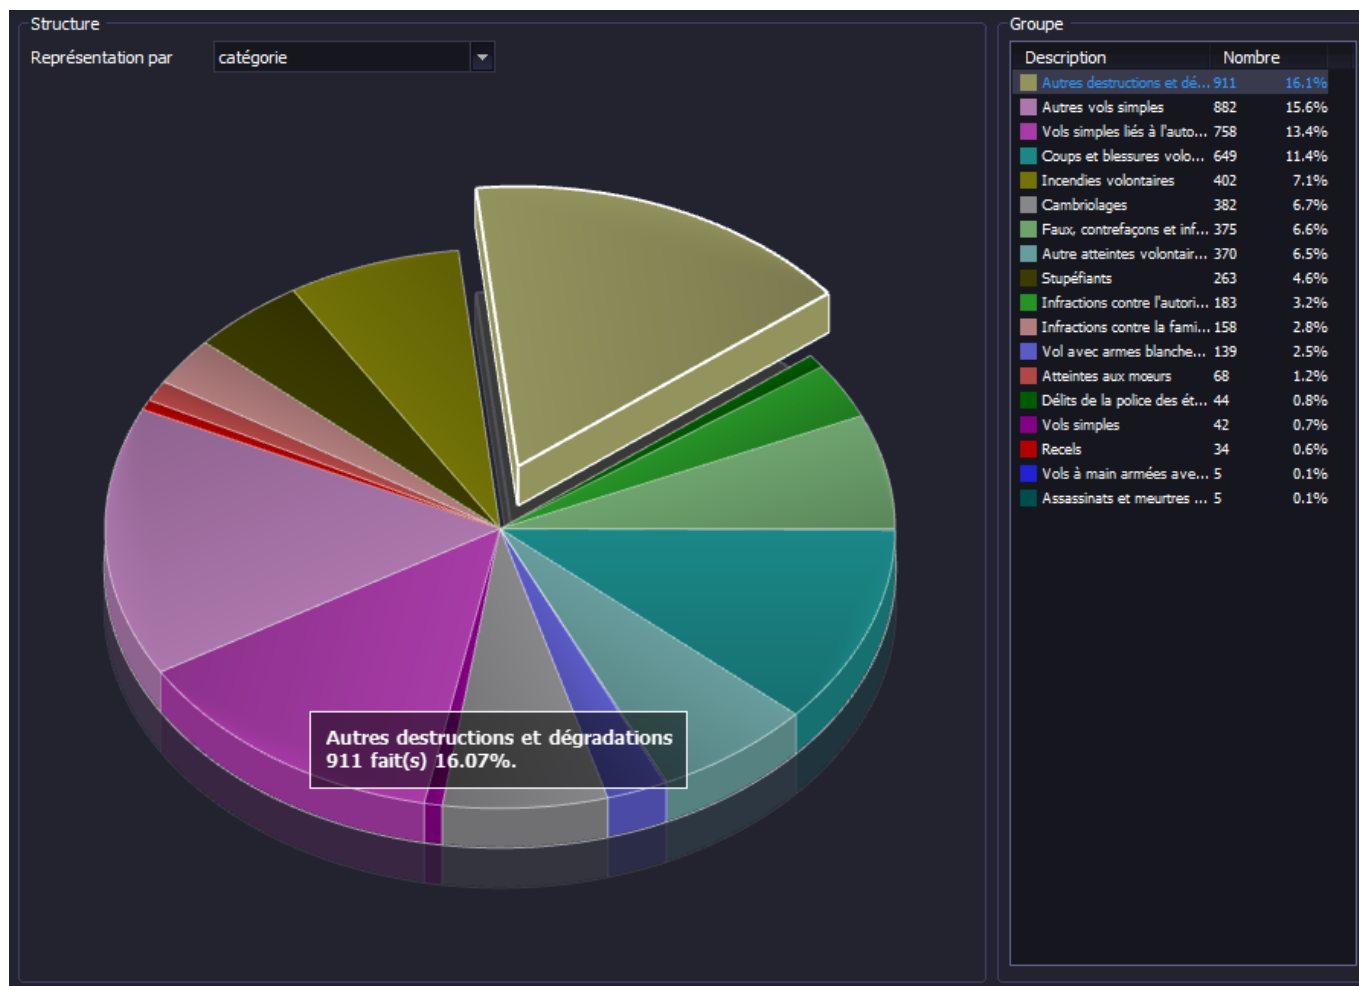 Structure
Représentation par catégorie
Autres destructions et dégradations
911 fait(s) 16.07%.
Groupe
Description Nombre
Autres destructions et dé... 911 16.1%
Autres vols simples 882 15.6%
Vols simples liés à l'auto... 758 13.4%
Coups et blessures volo... 649 11.4%
Incendies volontaires 402 7.1%
Cambriolages 382 6.7%
Faux, contrefaçons et inf... 375 6.6%
Autre atteintes volontair... 370 6.5%
Stupéfiants 263 4.6%
Infractions contre l'autori... 183 3.2%
Infractions contre la fami... 158 2.8%
Vol avec armes blanche... 139 2.5%
Atteintes aux mœurs 68 1.2%
Délits de la police des ét... 44 0.8%
Vols simples 42 0.7%
Recels 34 0.6%
Vols à main armées ave... 5 0.1%
Assassinats et meurtres ... 5 0.1%